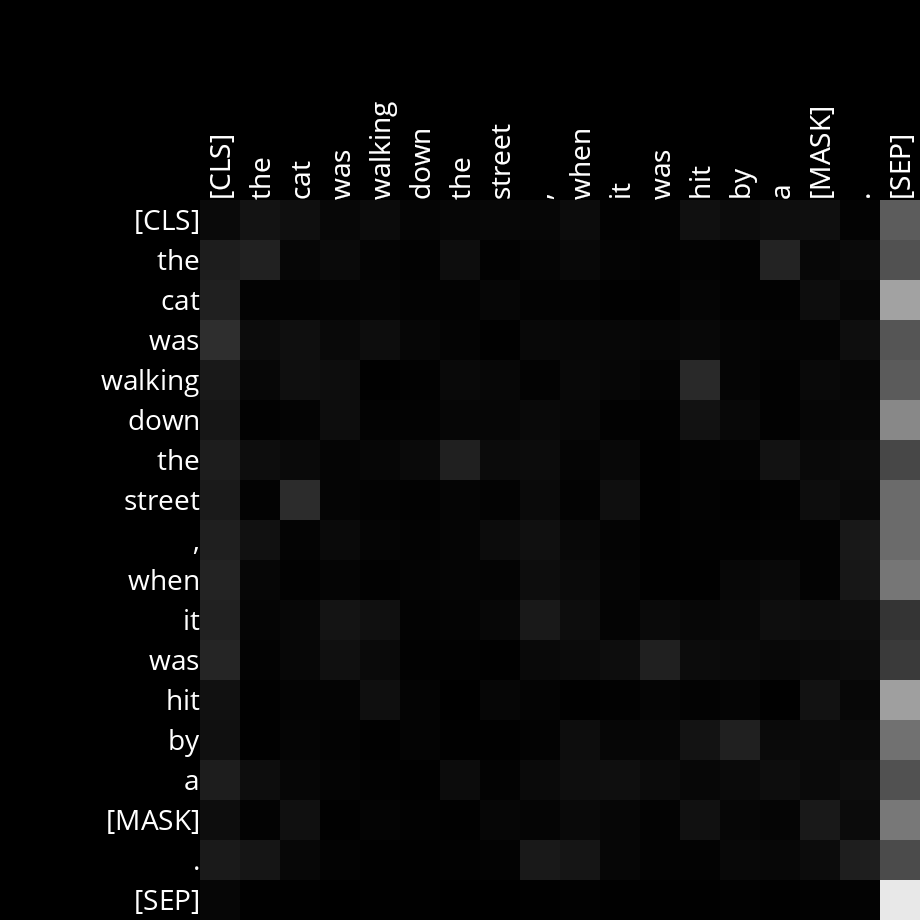 [CLS] the cat was walking down the street , when it was hit by a [MASK] . [SEP]
[CLS]
the
cat
was
walking
down
the
street
,
when
it
was
hit
by
a
[MASK]
.
[SEP]